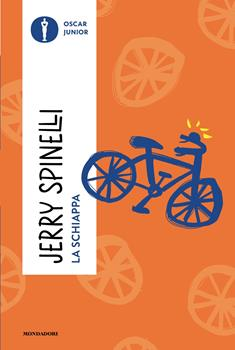 OSCAR
JUNIOR
JERRY SPINELLI
LA SCHIAPPA
MONDADORI